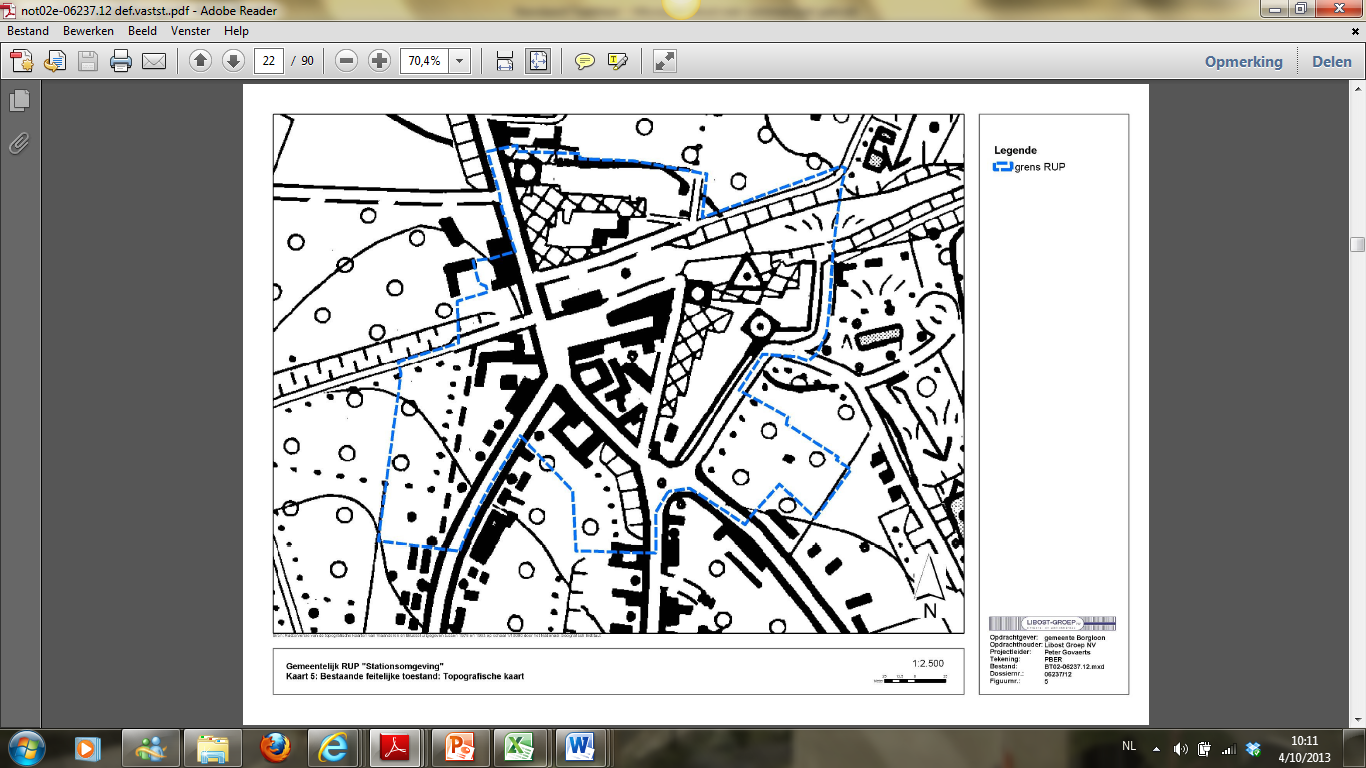 not02e-06237.12 def.vastst..pdf - Adobe Reader
Bestand Bewerken Beeld Venster Help
22 / 90 70,4% Opmerking Delen
Legende
grens RUP
N
LIBOST-GROEP
Opdrachtgever: gemeente Borgloon
Opdrachthouder: Libost Groep NV
Projectleider: Peter Govaerts
Tekening: PBER
Bestand: BT02-06237.12.mxd
Dossiernr.: 06237/12
Figuurnr.: 5
Gemeentelijk RUP "Stationsomgeving"
Kaart 5: Bestaande feitelijke toestand: Topografische kaart
1:2.500
NL
10:11
4/10/2013